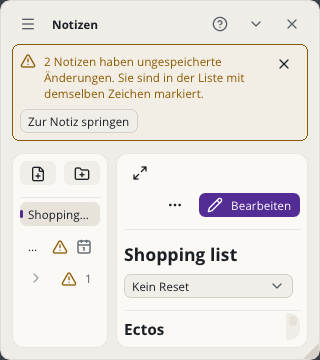 Notizen
2 Notizen haben ungespeicherte
Änderungen. Sie sind in der Liste mit
demselben Zeichen markiert.
Zur Notiz springen
Shopping...
...
1
Bearbeiten
Shopping list
Kein Reset
Ectos